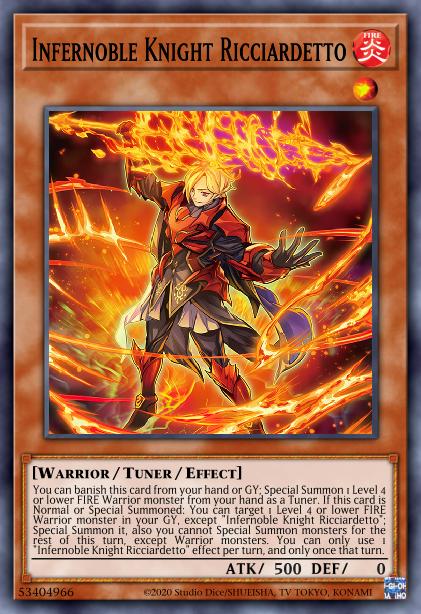 INFERNOBLE KNIGHT RICCIARDETTO
FIRE
炎
[WARRIOR / TUNER / EFFECT]
You can banish this card from your hand or GY; Special Summon 1 Level 4
or lower FIRE Warrior monster from your hand as a Tuner. If this card is
Normal or Special Summoned: You can target 1 Level 4 or lower FIRE
Warrior monster in your GY, except "Infernoble Knight Ricciardetto";
Special Summon it, also you cannot Special Summon monsters for the
rest of this turn, except Warrior monsters. You can only use 1
"Infernoble Knight Ricciardetto" effect per turn, and only once that turn.
ATK/ 500 DEF/ 0
53404966 ©2020 Studio Dice/SHUEISHA, TV TOKYO, KONAMI